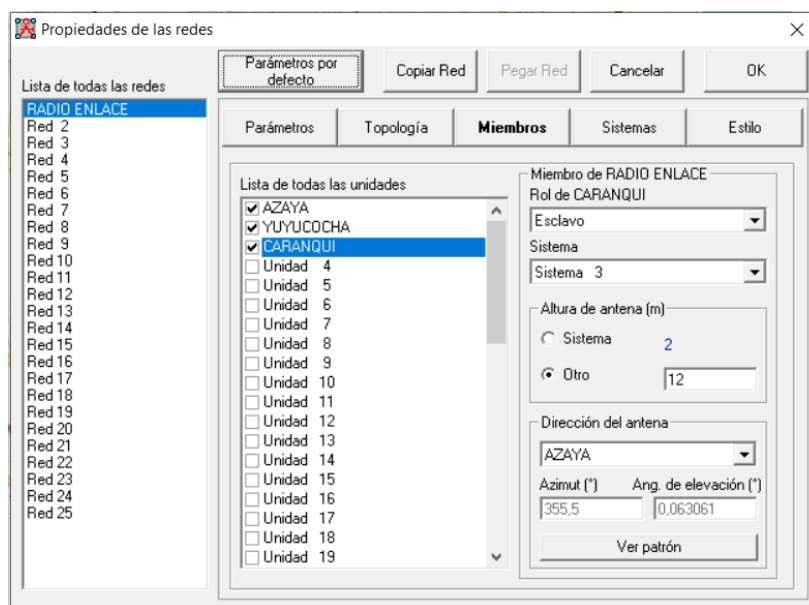 Propiedades de las redes
Parámetros por defecto
Copiar Red
Pegar Red
Cancelar
OK
Lista de todas las redes
RADIO ENLACE
Red 2
Red 3
Red 4
Red 5
Red 6
Red 7
Red 8
Red 9
Red 10
Red 11
Red 12
Red 13
Red 14
Red 15
Red 16
Red 17
Red 18
Red 19
Red 20
Red 21
Red 22
Red 23
Red 24
Red 25
Parámetros
Topología
Miembros
Sistemas
Estilo
Lista de todas las unidades
AZAYA
YUYUCOCHA
CARANQUI
Unidad 4
Unidad 5
Unidad 6
Unidad 7
Unidad 8
Unidad 9
Unidad 10
Unidad 11
Unidad 12
Unidad 13
Unidad 14
Unidad 15
Unidad 16
Unidad 17
Unidad 18
Unidad 19
Miembro de RADIO ENLACE
Rol de CARANQUI
Esclavo
Sistema
Sistema 3
Altura de antena (m)
Sistema 2
Otro 12
Dirección del antena
AZAYA
Azimut (°) Ang. de elevación (°)
355,5 0,063061
Ver patrón